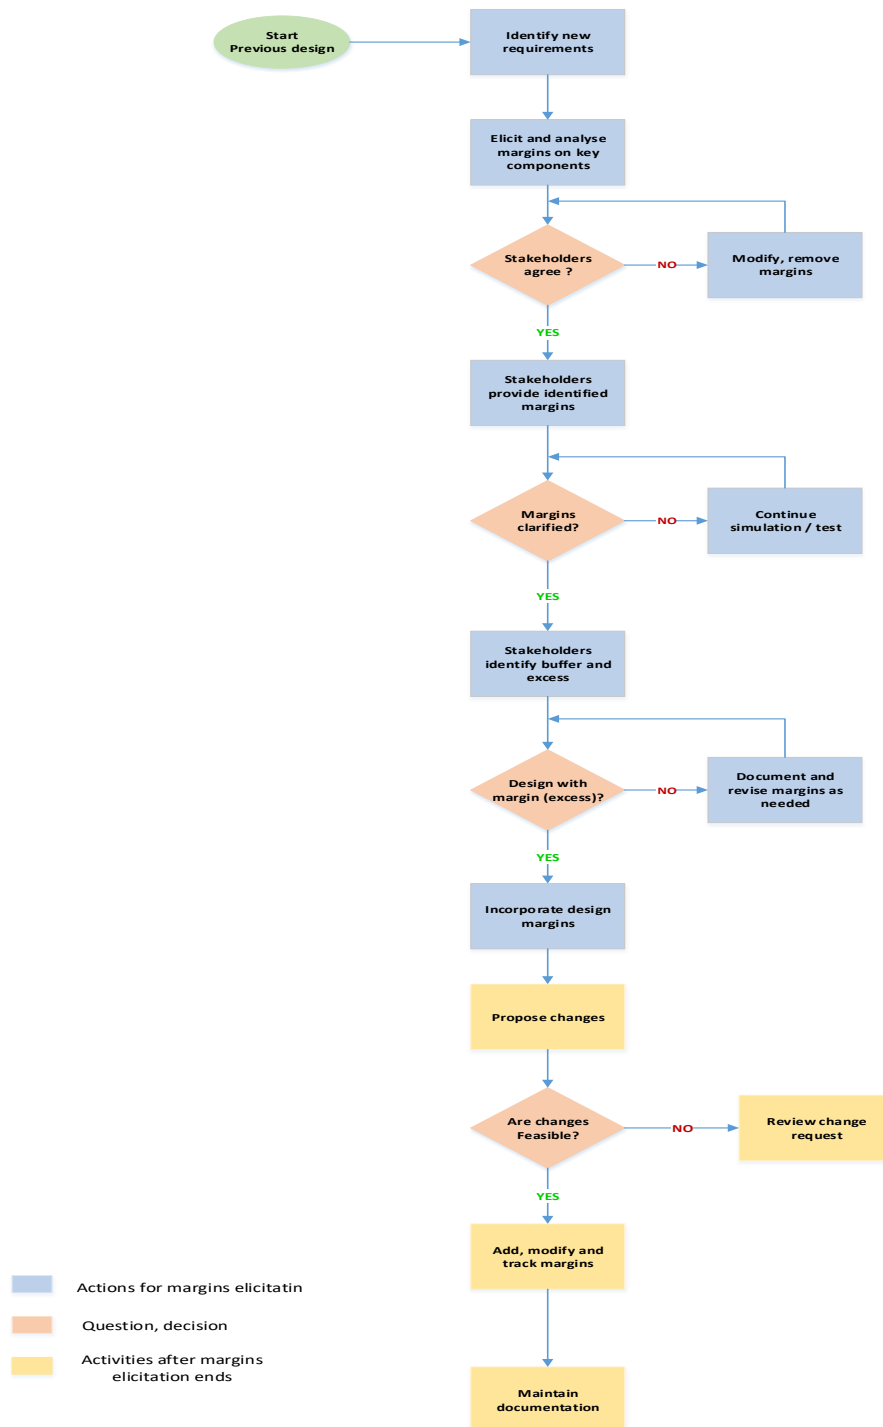 Start
Previous design
Identify new
requirements
Elicit and analyse
margins on key
components
Stakeholders
agree ?
NO
Modify, remove
margins
YES
Stakeholders
provide identified
margins
Margins
clarified?
NO
Continue
simulation / test
YES
Stakeholders
identify buffer and
excess
Design with
margin (excess)?
NO
Document and
revise margins as
needed
YES
Incorporate design
margins
Propose changes
Are changes
Feasible?
NO
Review change
request
YES
Add, modify and
track margins
Maintain
documentation
Actions for margins elicitatin
Question, decision
Activities after margins
elicitation ends